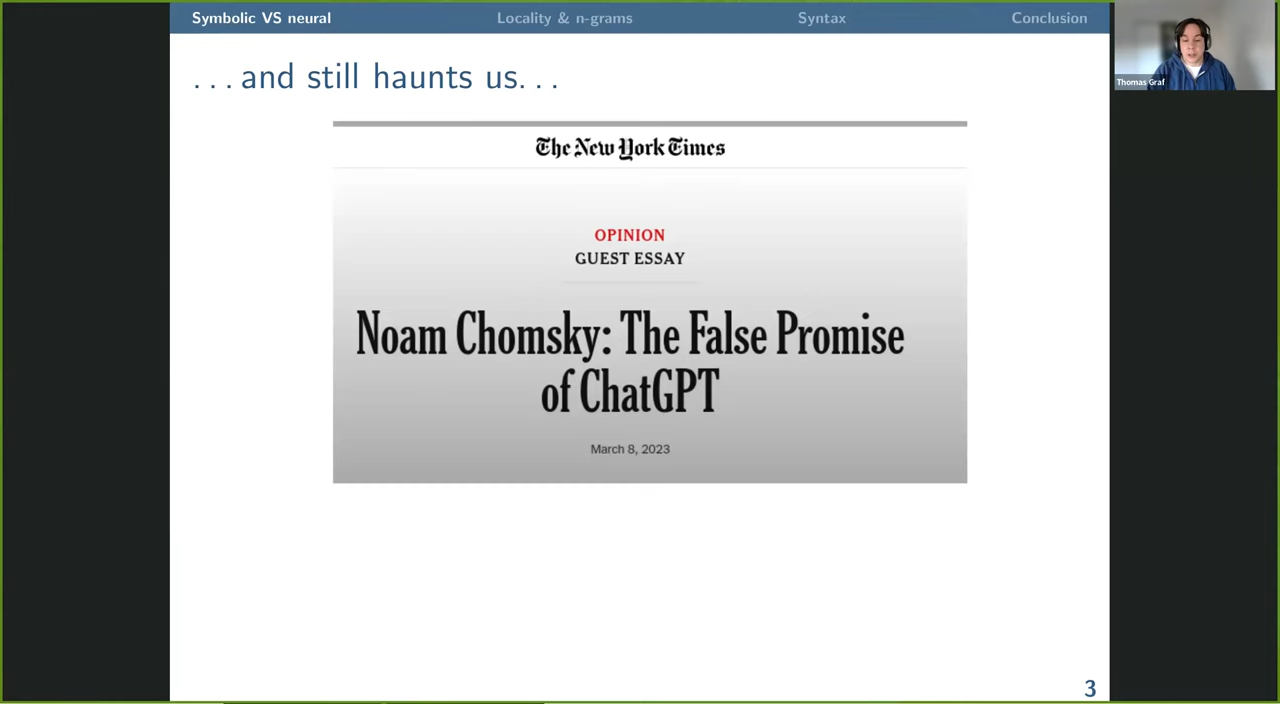 Symbolic VS neural Locality & n-grams Syntax Conclusion
Thomas Graf
. . . and still haunts us. . .
The New York Times
OPINION
GUEST ESSAY
Noam Chomsky: The False Promise
of ChatGPT
March 8, 2023
3